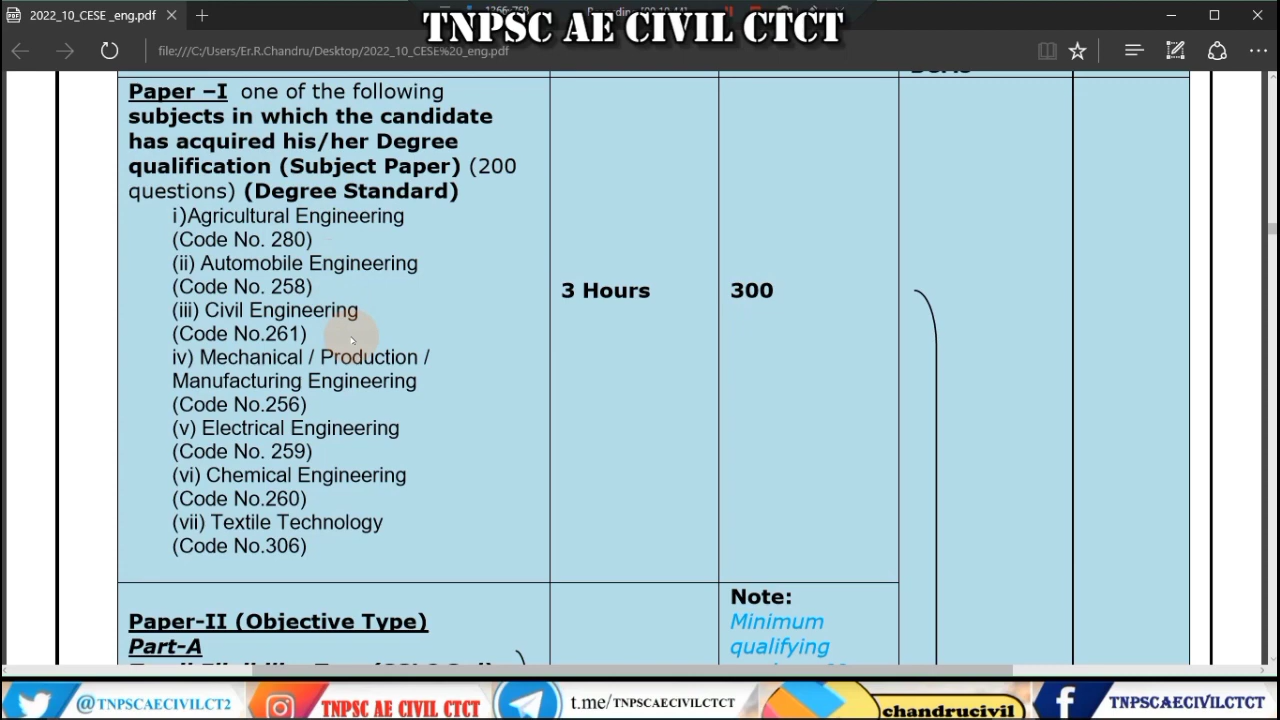 2022_10_CESE _eng.pdf
TNPSC AE CIVIL CTCT
file:///C:/Users/Er.R.Chandru/Desktop/2022_10_CESE%20_eng.pdf
Paper –I one of the following
subjects in which the candidate
has acquired his/her Degree
qualification (Subject Paper) (200
questions) (Degree Standard)
i)Agricultural Engineering
(Code No. 280)
(ii) Automobile Engineering
(Code No. 258)
(iii) Civil Engineering
(Code No.261)
iv) Mechanical / Production /
Manufacturing Engineering
(Code No.256)
(v) Electrical Engineering
(Code No. 259)
(vi) Chemical Engineering
(Code No.260)
(vii) Textile Technology
(Code No.306)
3 Hours
300
Paper-II (Objective Type)
Part-A
Note:
Minimum
qualifying
@TNPSCAECIVILCT2
TNPSC AE CIVIL CTCT
t.me/TNPSCAECIVILCTCT
chandrucivil
TNPSCAECIVILCTCT